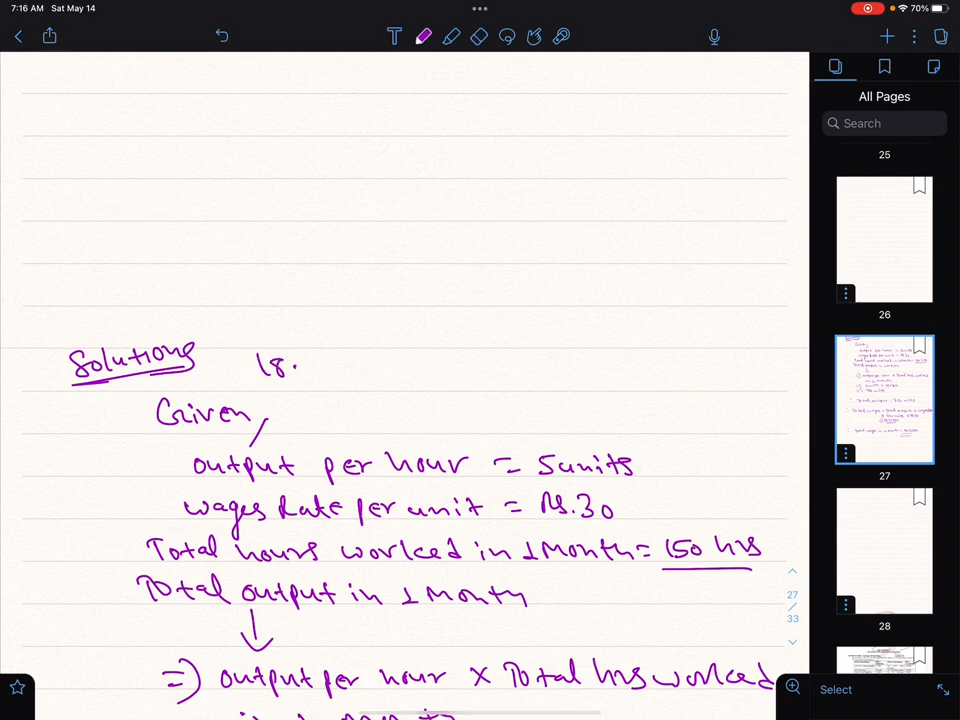 7:16 AM Sat May 14
70%
All Pages
Search
25
26
27
28
Select
27
33
Solutions 18.
Given,
output per hour = 5units
wages Rate per unit = Rs.30
Total hours worked in 1 Month = 150 hrs
Total output in 1 Month
=) output per hour × Total hrs worked